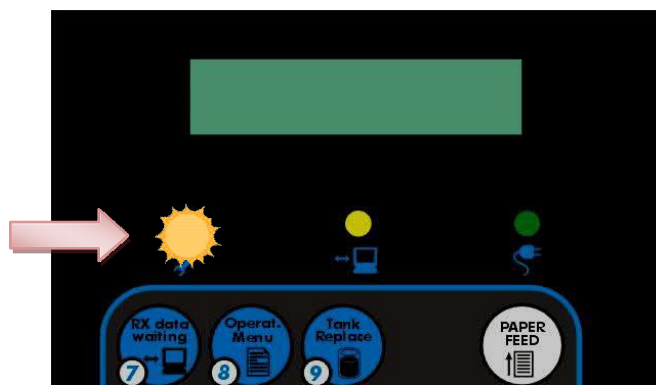 RX data
waiting
7
Operat.
Menu
8
Tank
Replace
9
PAPER
FEED